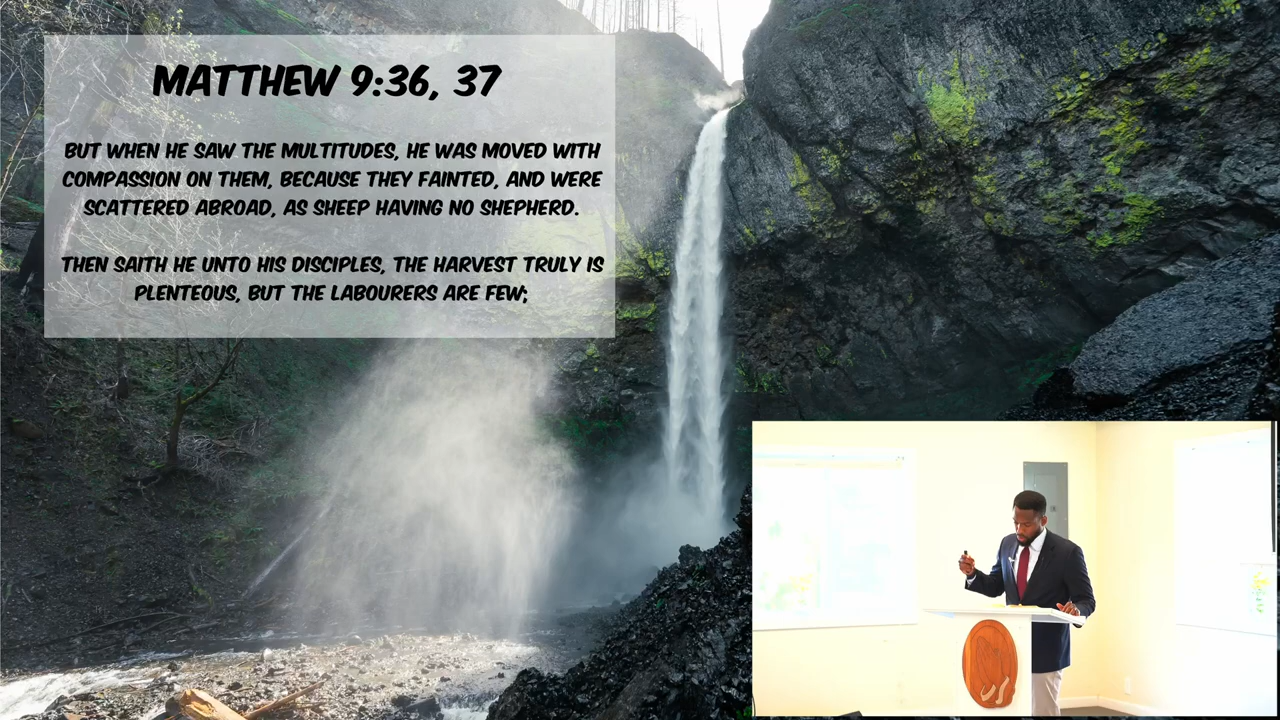 MATTHEW 9:36, 37
BUT WHEN HE SAW THE MULTITUDES, HE WAS MOVED WITH
COMPASSION ON THEM, BECAUSE THEY FAINTED, AND WERE
SCATTERED ABROAD, AS SHEEP HAVING NO SHEPHERD.
THEN SAITH HE UNTO HIS DISCIPLES, THE HARVEST TRULY IS
PLENTEOUS, BUT THE LABOURERS ARE FEW;